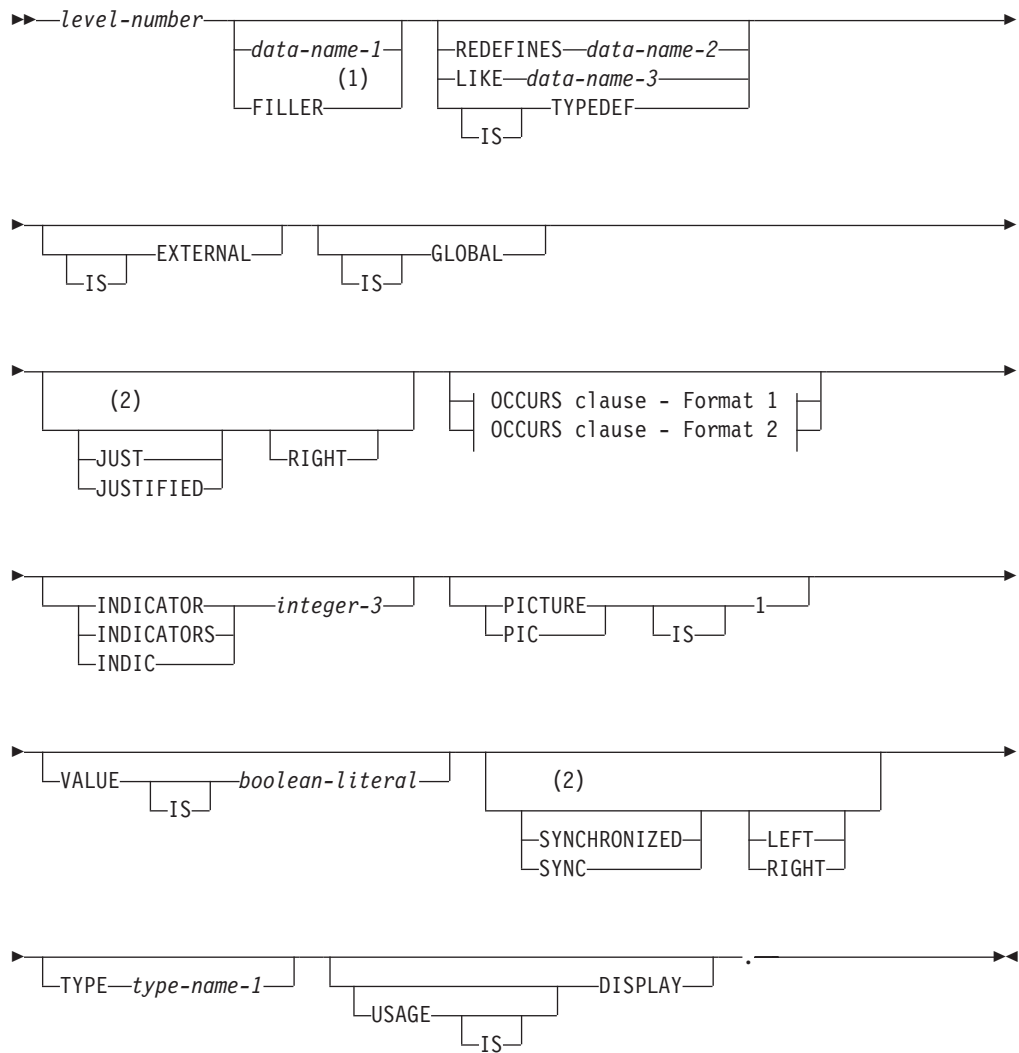 level-number
data-name-1 REDEFINES data-name-2
(1) LIKE data-name-3
FILLER TYPEDEF
IS
EXTERNAL GLOBAL
IS IS
(2) OCCURS clause - Format 1
OCCURS clause - Format 2
JUST RIGHT
JUSTIFIED
INDICATOR integer-3 PICTURE 1
INDICATORS PIC IS
INDIC
VALUE boolean-literal (2)
IS
SYNCHRONIZED LEFT
SYNC RIGHT
TYPE type-name-1 DISPLAY .
USAGE
IS